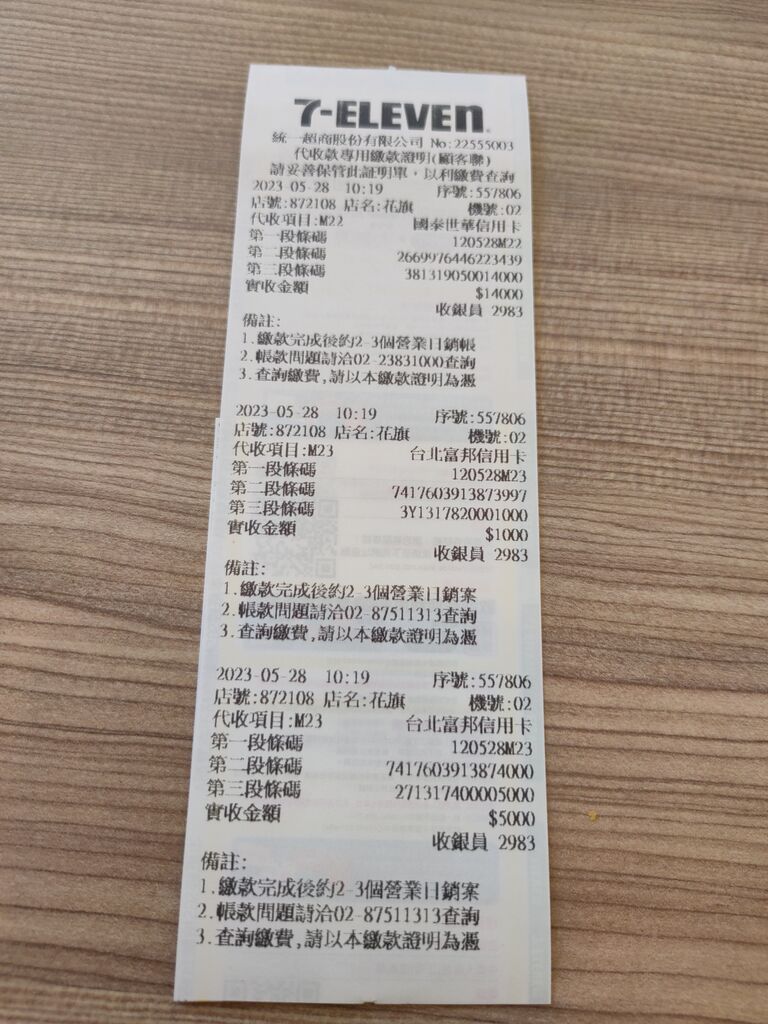 7-ELEVEN
統一超商股份有限公司 No:22555003
代收款專用繳款證明(顧客聯)
請妥善保管此証明單，以利繳費查詢
2023-05-28 10:19 序號:557806
店號:872108 店名:花旗 機號:02
代收項目:M22 國泰世華信用卡
第一段條碼 120528M22
第二段條碼 2669976446223439
第三段條碼 381319050014000
實收金額 $14000
收銀員 2983
備註:
1.繳款完成後約2-3個營業日銷帳
2.帳款問題請洽02-23831000查詢
3.查詢繳費,請以本繳款證明為憑
2023-05-28 10:19 序號:557806
店號:872108 店名:花旗 機號:02
代收項目:M23 台北富邦信用卡
第一段條碼 120528M23
第二段條碼 7417603913873997
第三段條碼 3Y1317820001000
實收金額 $1000
收銀員 2983
備註:
1.繳款完成後約2-3個營業日銷案
2.帳款問題請洽02-87511313查詢
3.查詢繳費,請以本繳款證明為憑
2023-05-28 10:19 序號:557806
店號:872108 店名:花旗 機號:02
代收項目:M23 台北富邦信用卡
第一段條碼 120528M23
第二段條碼 7417603913874000
第三段條碼 271317400005000
實收金額 $5000
收銀員 2983
備註:
1.繳款完成後約2-3個營業日銷案
2.帳款問題請洽02-87511313查詢
3.查詢繳費,請以本繳款證明為憑